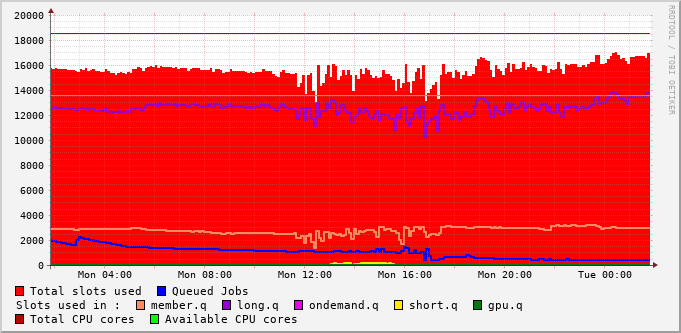 20000
18000
16000
14000
12000
10000
8000
6000
4000
2000
0
Mon 04:00 Mon 08:00 Mon 12:00 Mon 16:00 Mon 20:00 Tue 00:00
RRDTOOL / TOBI OETIKER
Total slots used Queued Jobs
Slots used in : member.q long.q ondemand.q short.q gpu.q
Total CPU cores Available CPU cores